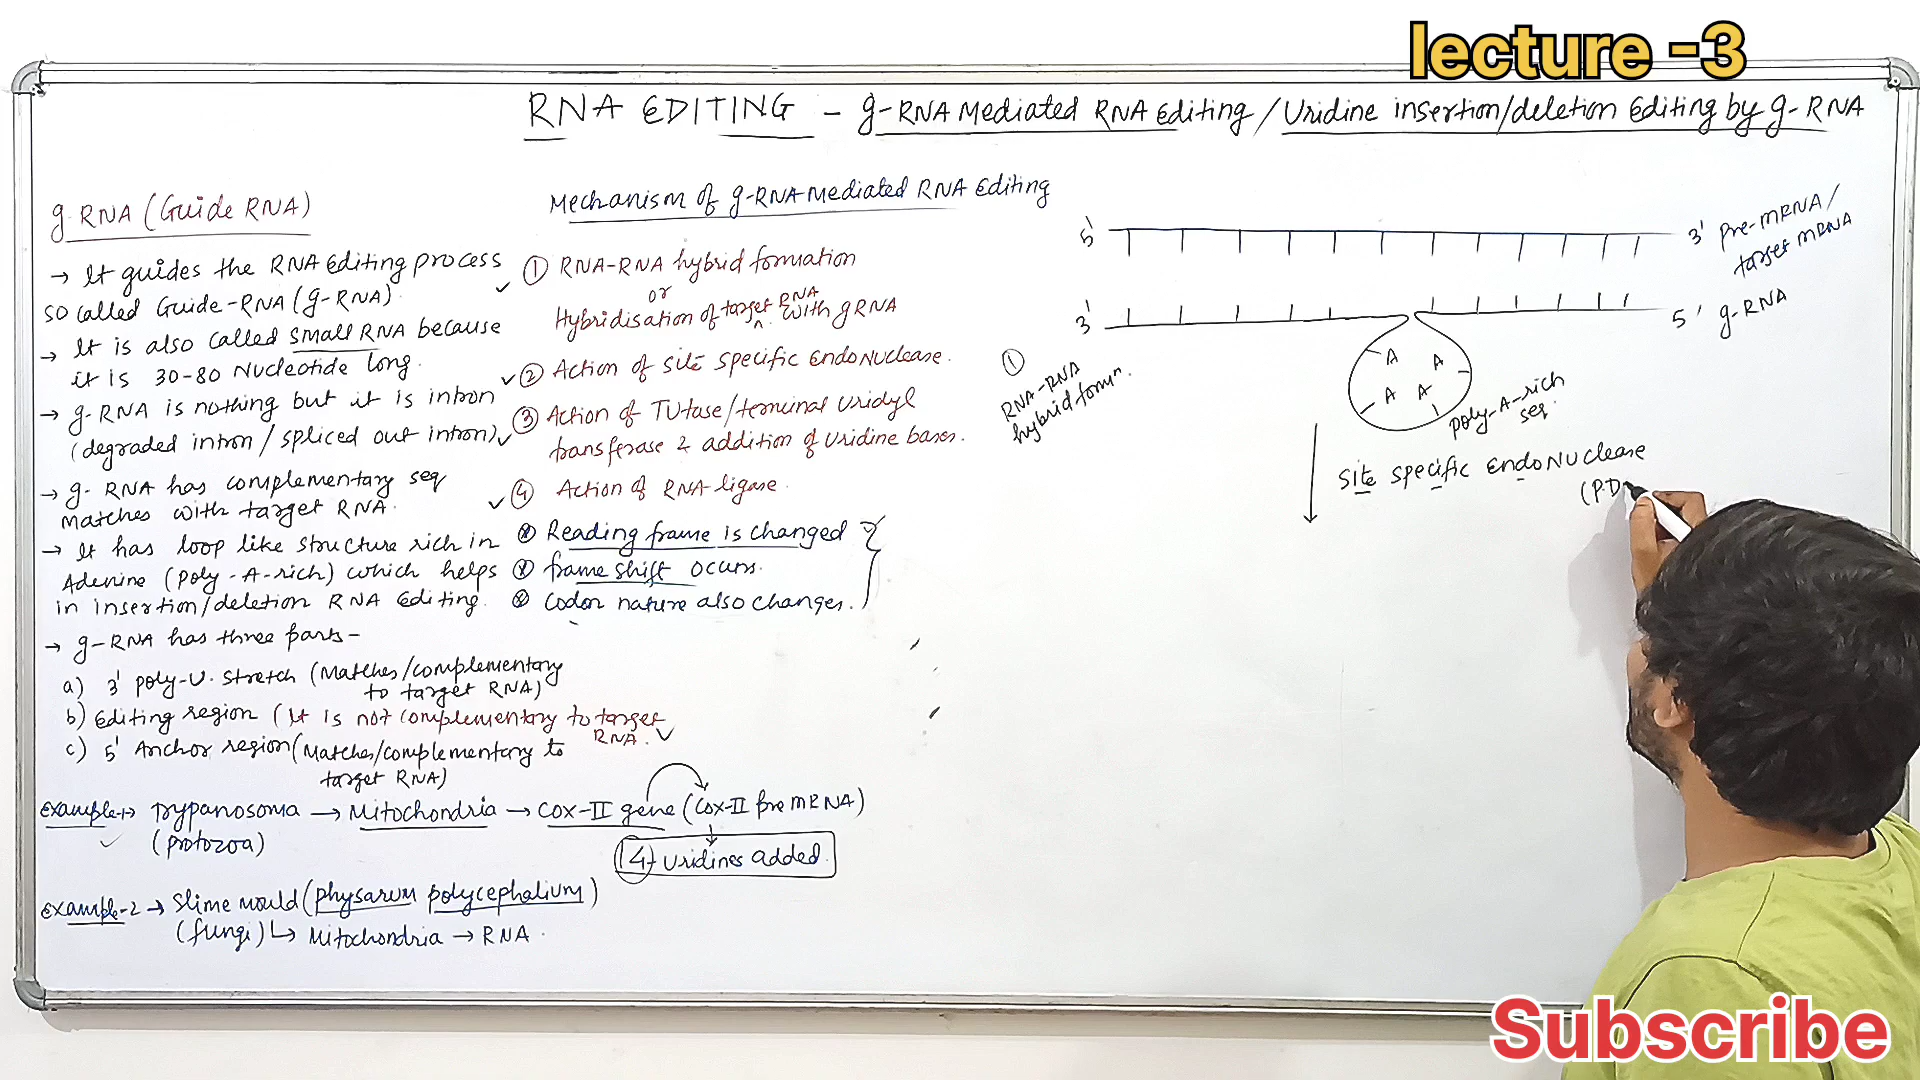 lecture -3
RNA EDITING - g-RNA Mediated RNA Editing / Uridine insertion/deletion Editing by g-RNA
g-RNA (Guide RNA)
→ It guides the RNA Editing process
so called Guide-RNA (g-RNA).
→ It is also called small RNA because
it is 30-80 Nucleotide long.
→ g-RNA is nothing but it is intron
(degraded intron / spliced out intron)
→ g-RNA has complementary seq
matches with target RNA.
→ It has loop like structure rich in
Adenine (Poly-A-rich) which helps
in insertion/deletion RNA Editing.
→ g-RNA has three parts-
a) 3' poly-U. stretch (Matches/complementary
to target RNA)
b) Editing region (It is not complementary to target
RNA.
c) 5' Anchor region (Matches/complementary to
target RNA)
Example-1 → Trypanosoma → Mitochondria → COX-II gene (COX-II Pre mRNA)
(Protozoa)
(4) uridines added.
Example-2 → Slime mould (physarum polycephalium)
(fungi) ↳ Mitochondria → RNA.
Mechanism of g-RNA Mediated RNA Editing
① RNA-RNA hybrid formation
or
Hybridisation of target RNA with gRNA
② Action of site specific EndoNuclease.
③ Action of TUtase/terminal uridyl
transferase & addition of uridine bases.
④ Action of RNA ligase.
Reading frame is changed
frame shift occurs.
Codon nature also changes.
5' 3' Pre-mRNA/
target mRNA
3' 5' g-RNA
①
RNA-RNA
hybrid formⁿ.
A A
A A
poly-A-rich
seq.
Site specific EndoNuclease
(P.D
Subscribe